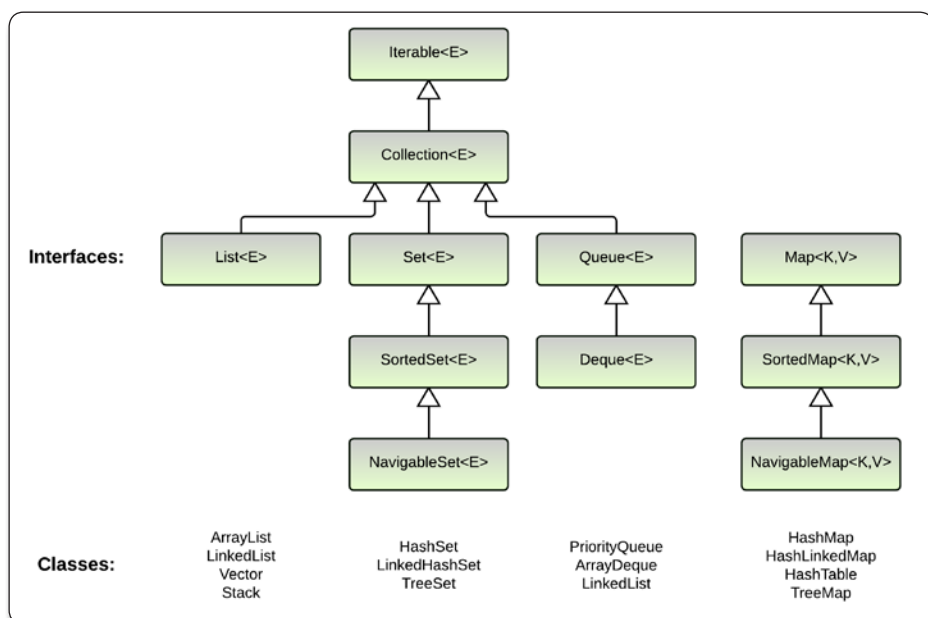 Iterable<E>
Collection<E>
Interfaces:
List<E>
Set<E>
Queue<E>
Map<K,V>
SortedSet<E>
Deque<E>
SortedMap<K,V>
NavigableSet<E>
NavigableMap<K,V>
Classes:
ArrayList
LinkedList
Vector
Stack
HashSet
LinkedHashSet
TreeSet
PriorityQueue
ArrayDeque
LinkedList
HashMap
HashLinkedMap
HashTable
TreeMap